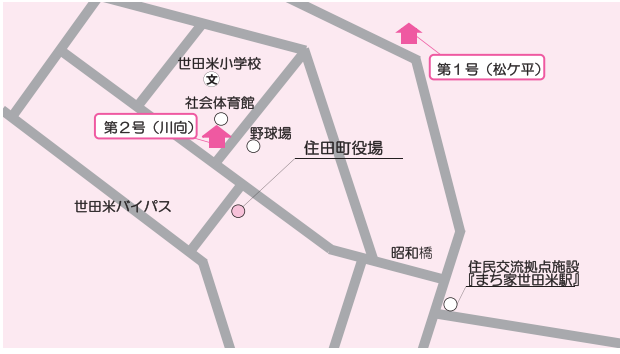 第１号（松ケ平）
世田米小学校
文
社会体育館
第２号（川向）
野球場
住田町役場
世田米バイパス
昭和橋
住民交流拠点施設
『まち家世田米駅』